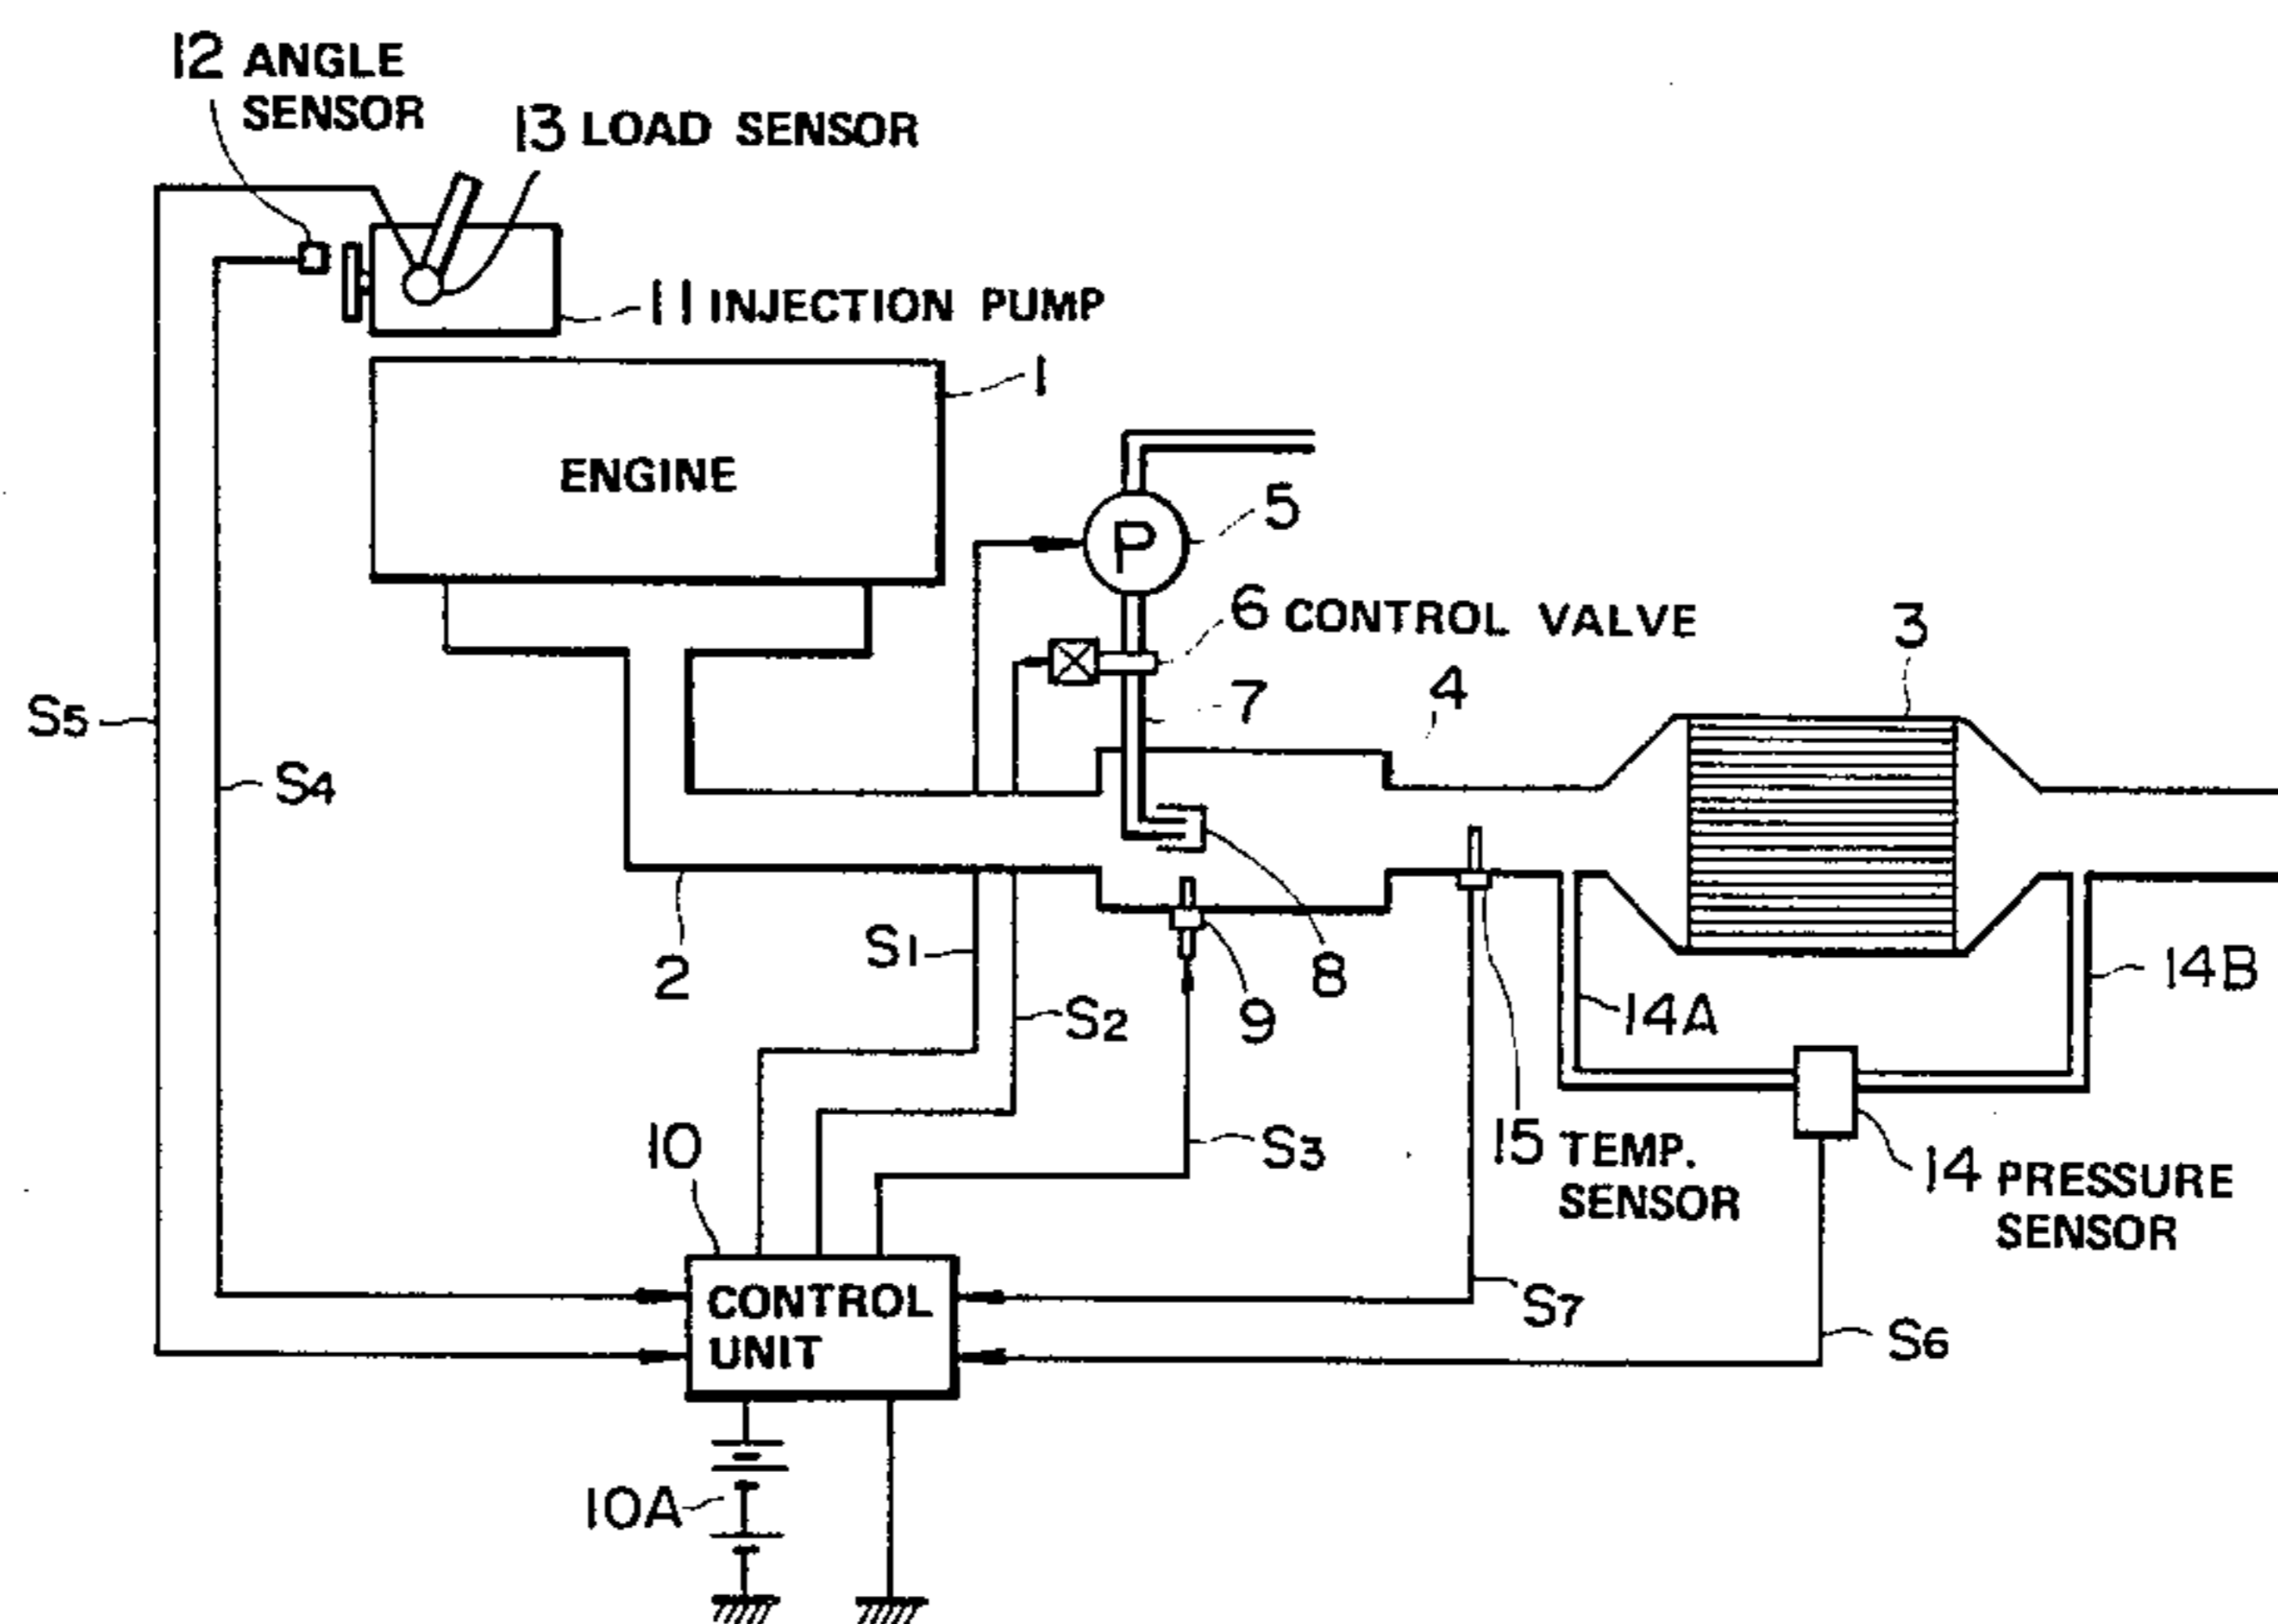 12 ANGLE
SENSOR
13 LOAD SENSOR
11 INJECTION PUMP
1
ENGINE
5
P
6 CONTROL VALVE
3
4
7
S5
S4
S1
2
S2
9
8
14A
14B
10
S3
15 TEMP.
SENSOR
14 PRESSURE
SENSOR
CONTROL
UNIT
S7
S6
10A